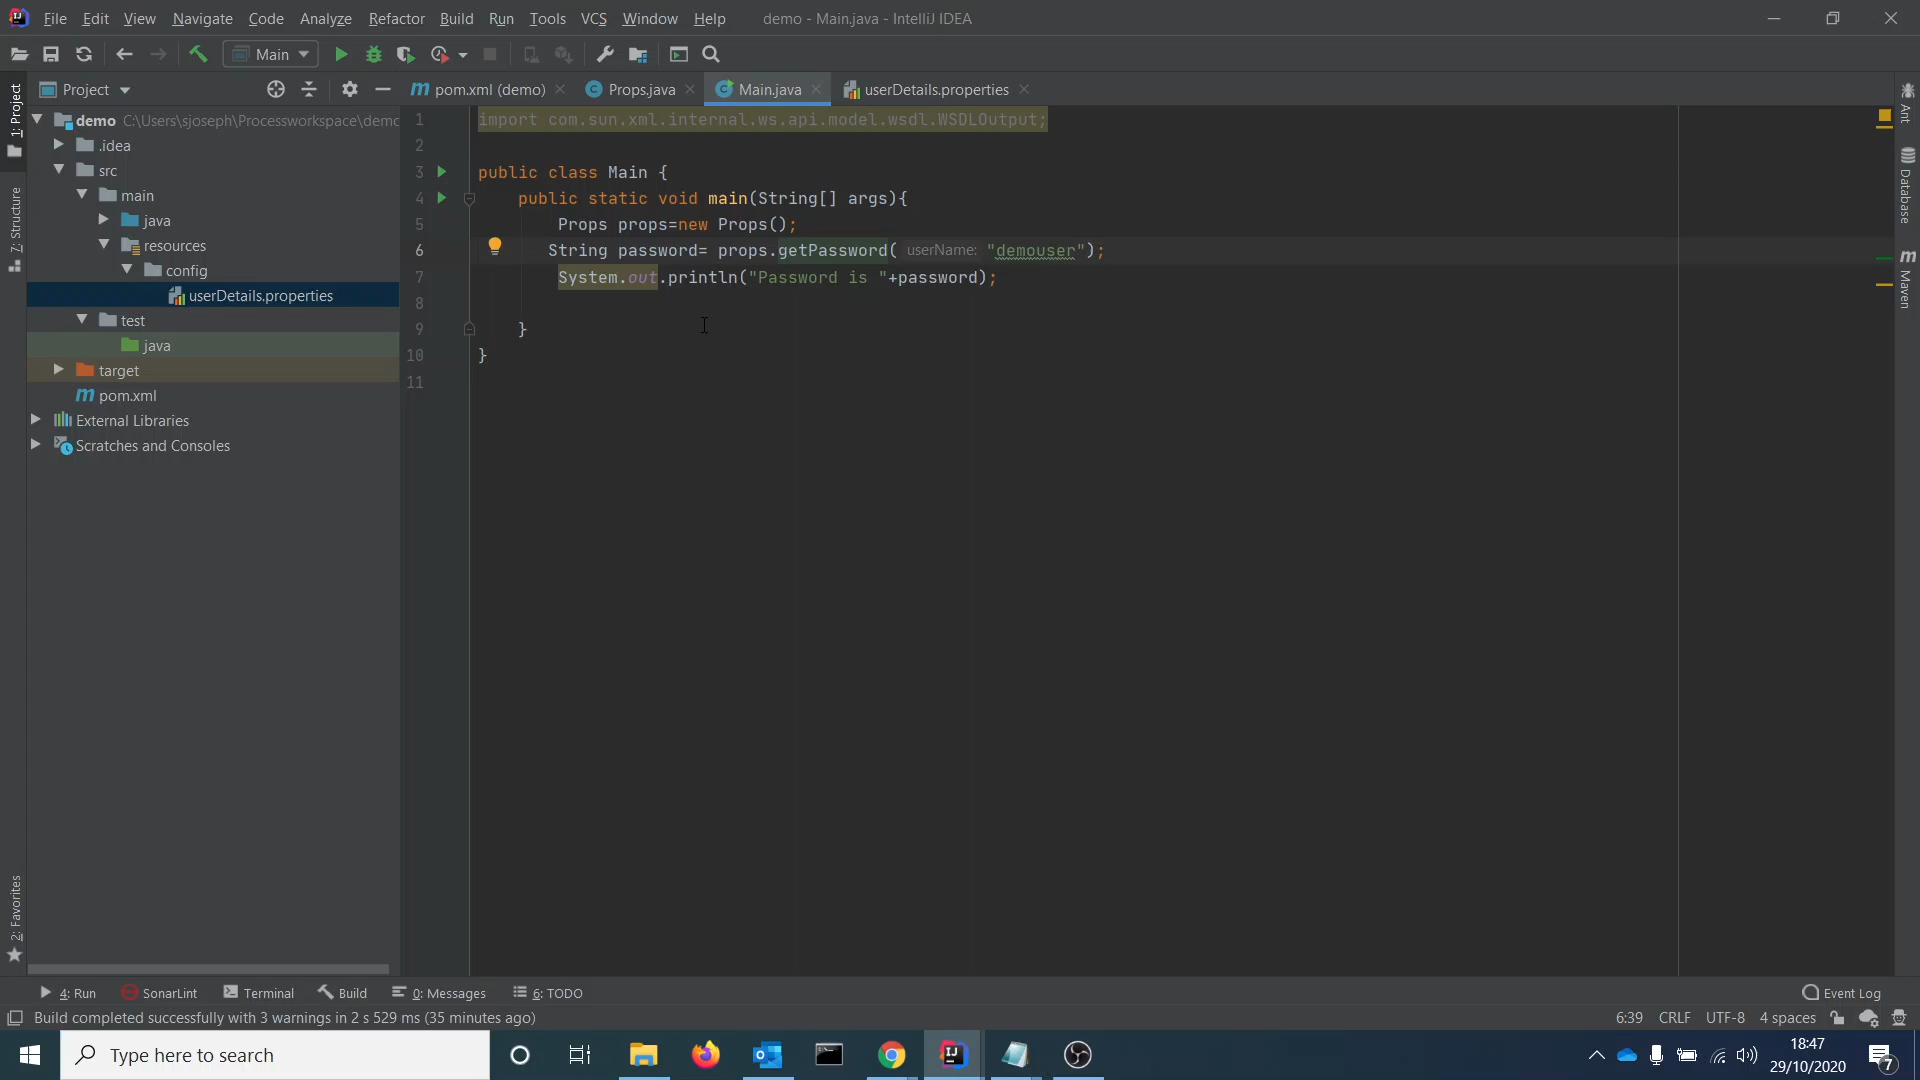 File Edit View Navigate Code Analyze Refactor Build Run Tools VCS Window Help demo - Main.java - IntelliJ IDEA
Main
Project
pom.xml (demo)
Props.java
Main.java
userDetails.properties
1: Project
7: Structure
2: Favorites
demo C:\Users\sjoseph\Processworkspace\demo
.idea
src
main
java
resources
config
userDetails.properties
test
java
target
pom.xml
External Libraries
Scratches and Consoles
1 import com.sun.xml.internal.ws.api.model.wsdl.WSDLOutput;
2
3 public class Main {
4 public static void main(String[] args){
5 Props props=new Props();
6 String password= props.getPassword( userName: "demouser");
7 System.out.println("Password is "+password);
8
9 }
10 }
11
Ant
Database
Maven
4: Run SonarLint Terminal Build 0: Messages 6: TODO Event Log
Build completed successfully with 3 warnings in 2 s 529 ms (35 minutes ago) 6:39 CRLF UTF-8 4 spaces
Type here to search
18:47
29/10/2020
7